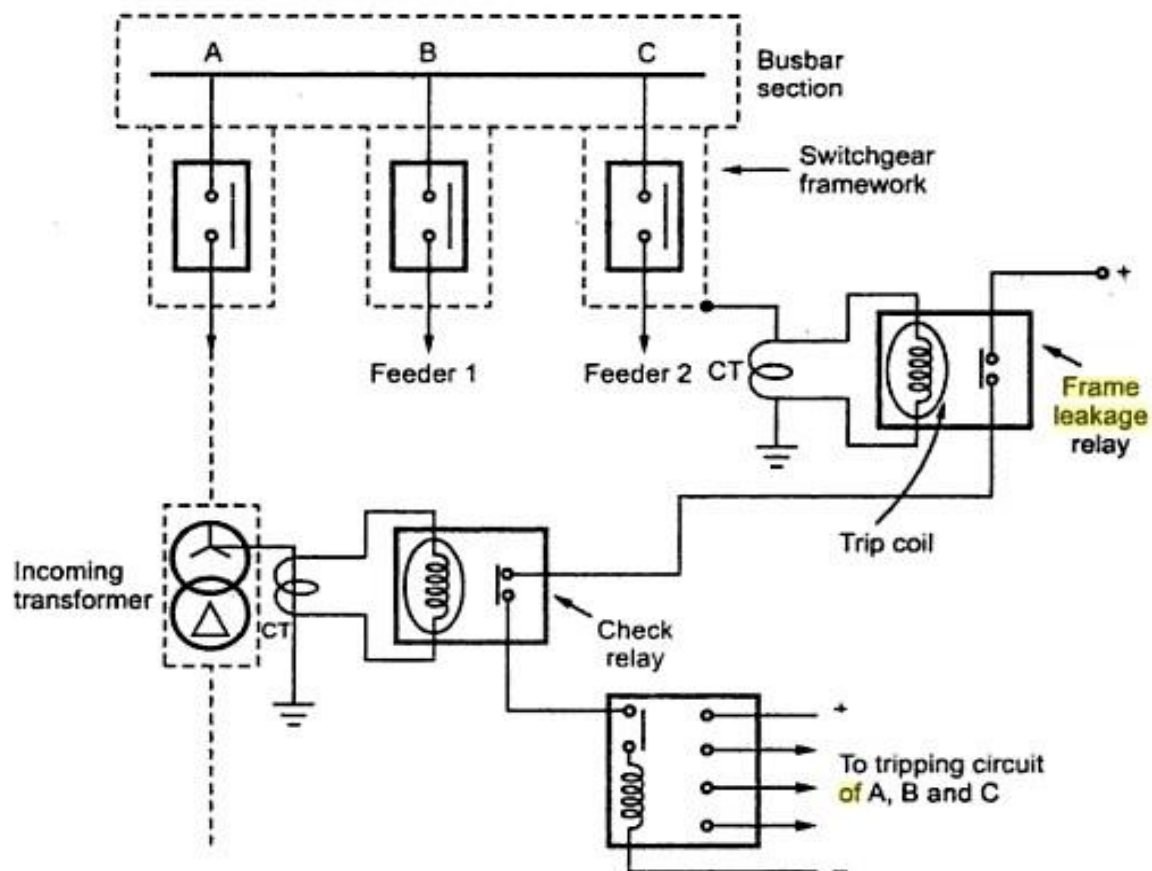 A
B
C
Busbar
section
Switchgear
framework
+
Feeder 1
Feeder 2
CT
Frame
leakage
relay
Trip coil
Incoming
transformer
CT
Check
relay
+
To tripping circuit
of A, B and C
–